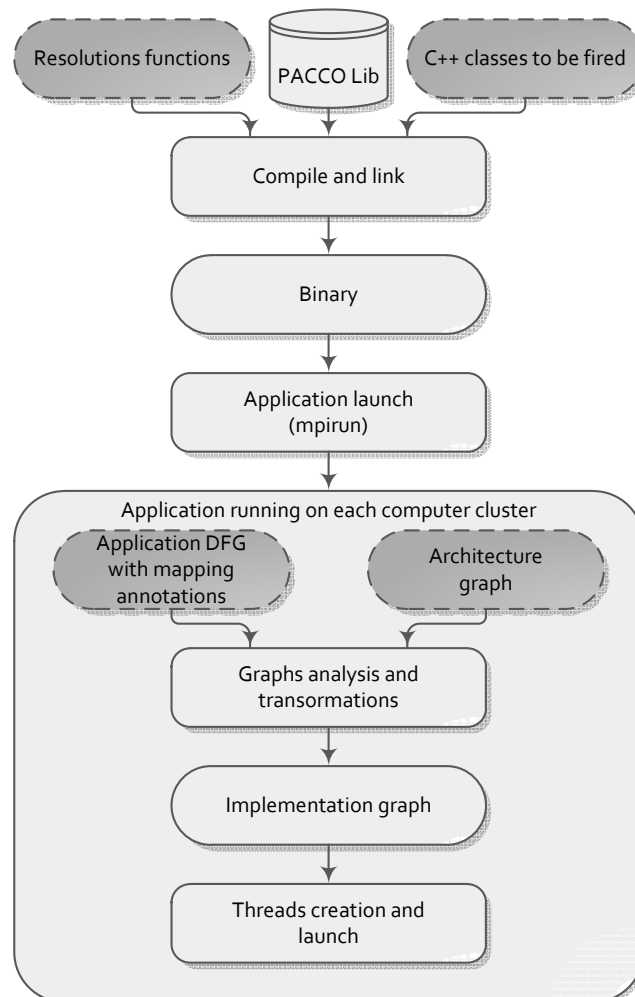 Resolutions functions
PACCO Lib
C++ classes to be fired
Compile and link
Binary
Application launch
(mpirun)
Application running on each computer cluster
Application DFG
with mapping
annotations
Architecture
graph
Graphs analysis and
transormations
Implementation graph
Threads creation and
launch